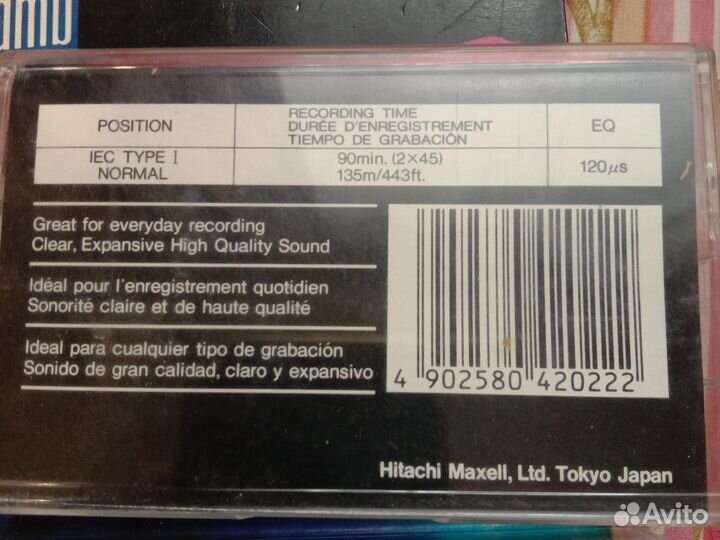 POSITION
RECORDING TIME
DURÉE D'ENREGISTREMENT
TIEMPO DE GRABACIÓN
EQ
IEC TYPE I
NORMAL
90min. (2×45)
135m/443ft.
120μs
Great for everyday recording
Clear, Expansive High Quality Sound
Idéal pour l'enregistrement quotidien
Sonorité claire et de haute qualité
Ideal para cualquier tipo de grabación
Sonido de gran calidad, claro y expansivo
4 902580 420222
Hitachi Maxell, Ltd. Tokyo Japan
Avito